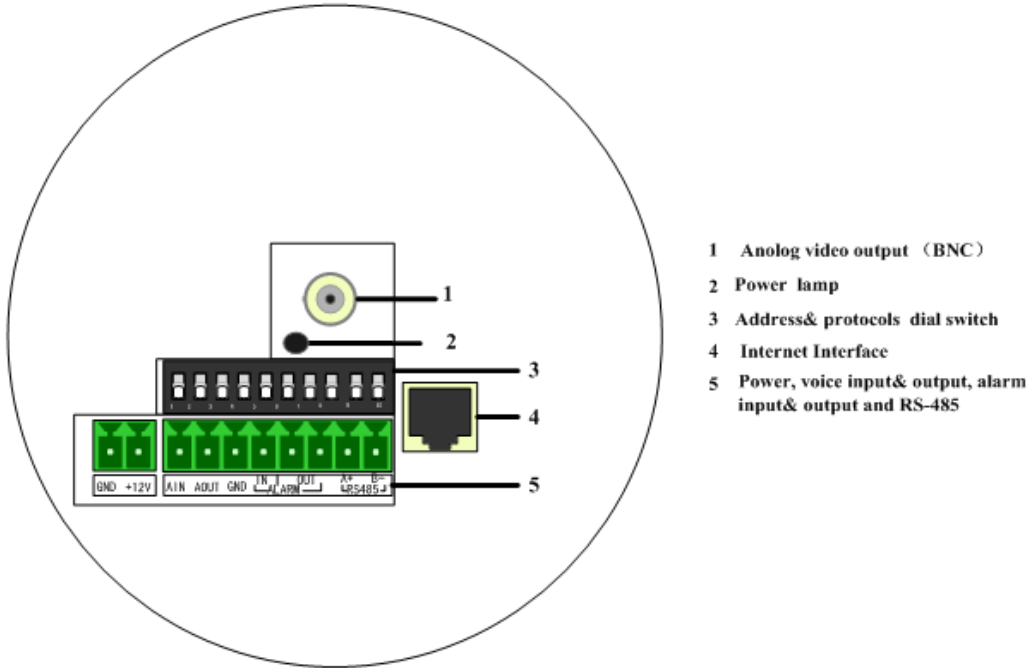 1 Anolog video output （BNC）
2 Power lamp
3 Address& protocols dial switch
4 Internet Interface
5 Power, voice input& output, alarm
input& output and RS-485
1
2
3
4
5
GND +12V
AIN AOUT GND IN OUT A+ B-
ALARM RS485